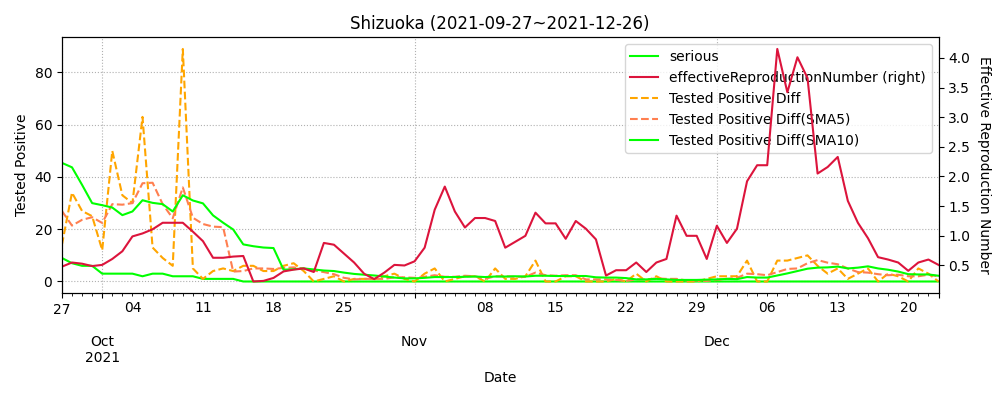 Shizuoka (2021-09-27~2021-12-26)
serious
effectiveReproductionNumber (right)
Tested Positive Diff
Tested Positive Diff(SMA5)
Tested Positive Diff(SMA10)
Tested Positive
80
60
40
20
0
Effective Reproduction Number
4.0
3.5
3.0
2.5
2.0
1.5
1.0
0.5
27 04 11 18 25 08 15 22 29 06 13 20
Oct Nov Dec
2021
Date